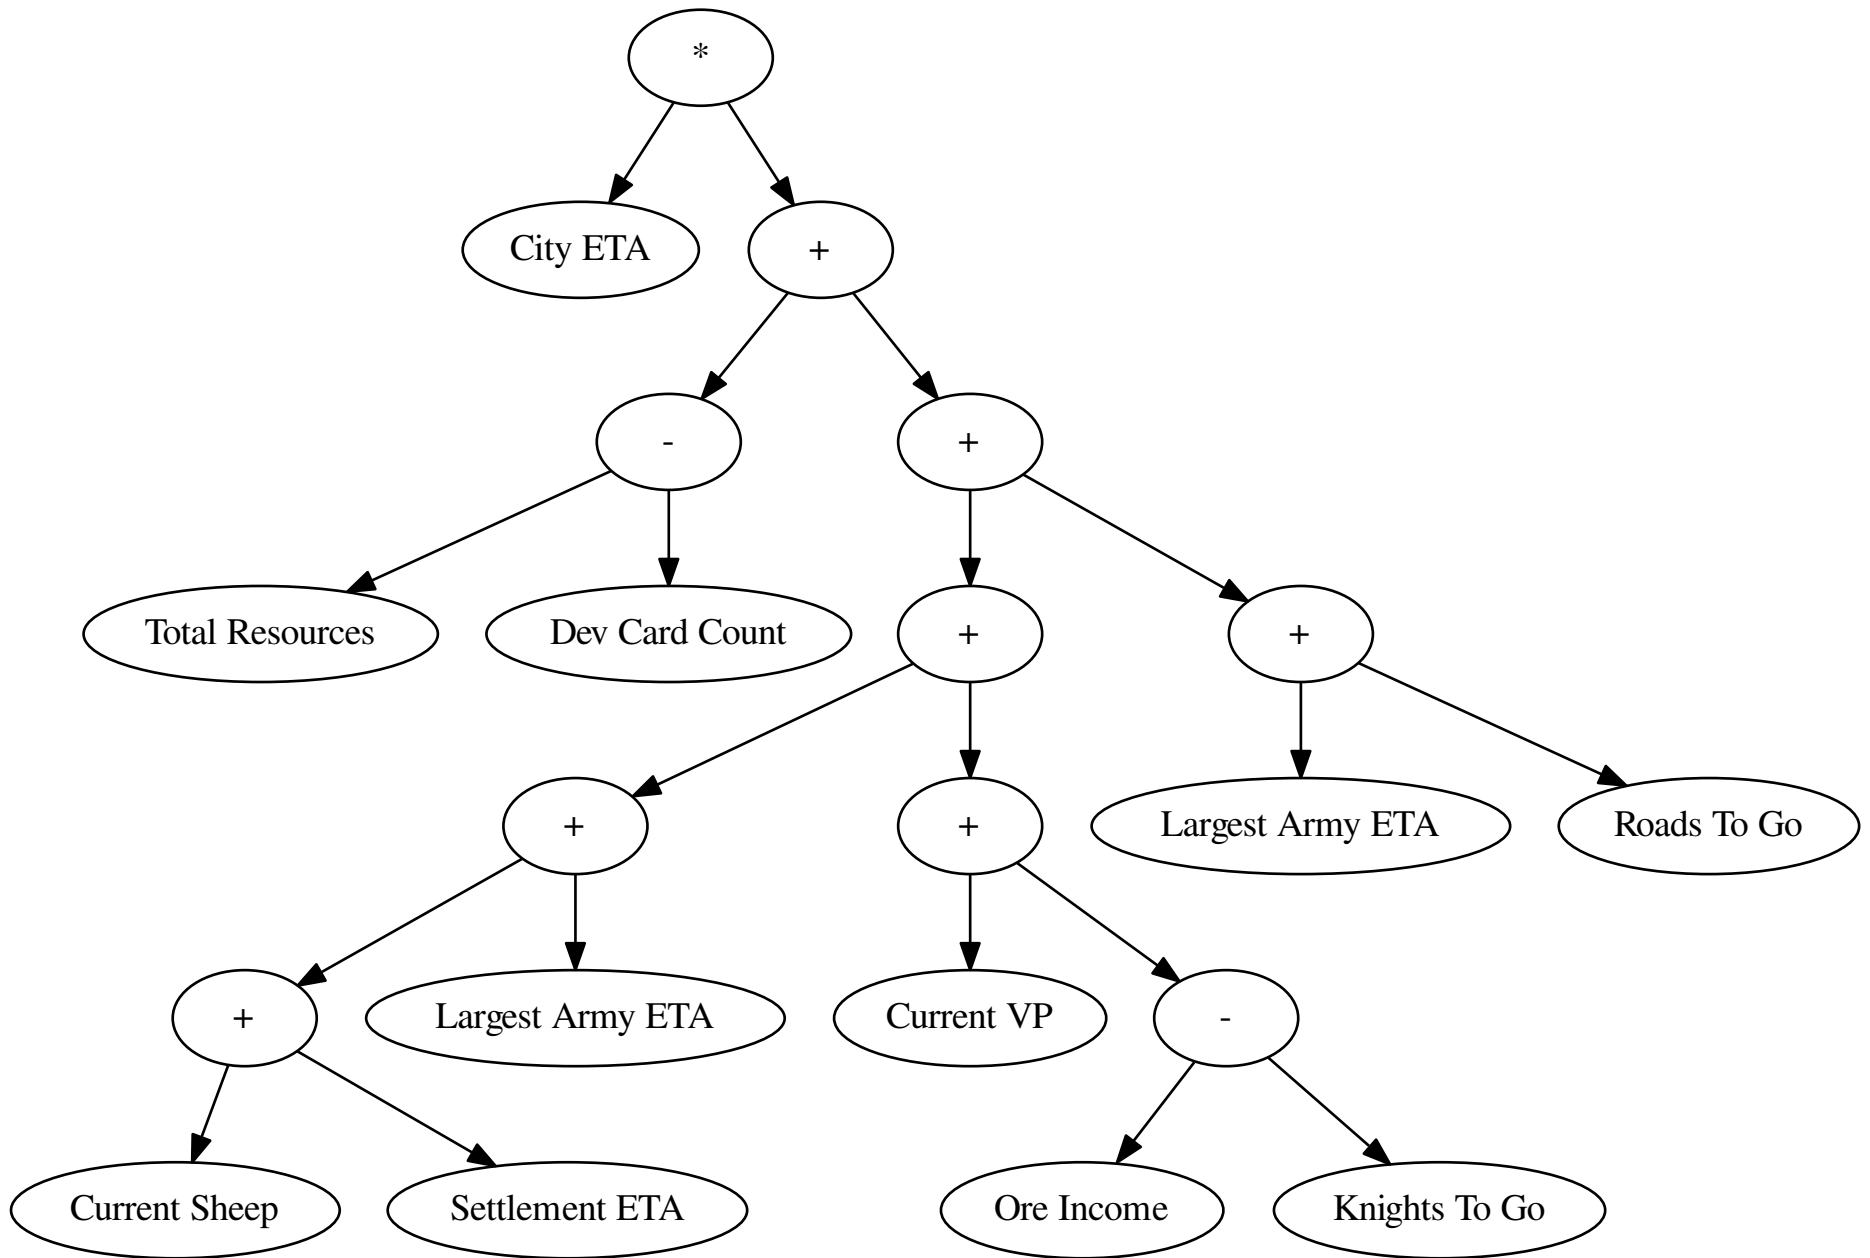 *
City ETA
+
-
+
Total Resources
Dev Card Count
+
+
+
+
Largest Army ETA
Roads To Go
+
Largest Army ETA
Current VP
-
Current Sheep
Settlement ETA
Ore Income
Knights To Go